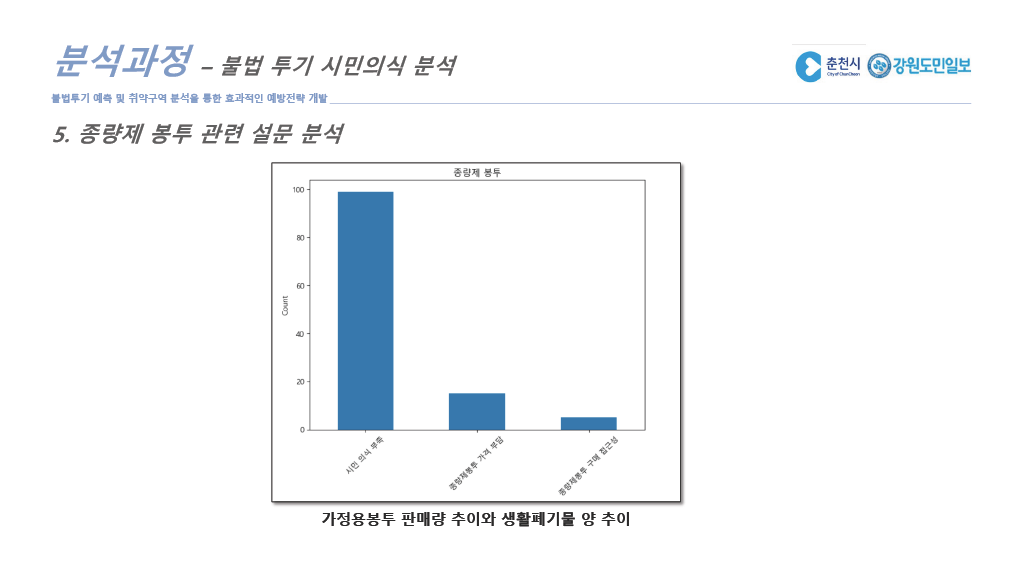 분석과정 – 불법 투기 시민의식 분석
춘천시
City of ChunCheon
강원도민일보
불법투기 예측 및 취약구역 분석을 통한 효과적인 예방전략 개발
5. 종량제 봉투 관련 설문 분석
종량제 봉투
100
80
60
40
20
0
Count
시민 의식 부족
종량제봉투 가격 부담
종량제봉투 구매 접근성
가정용봉투 판매량 추이와 생활폐기물 양 추이